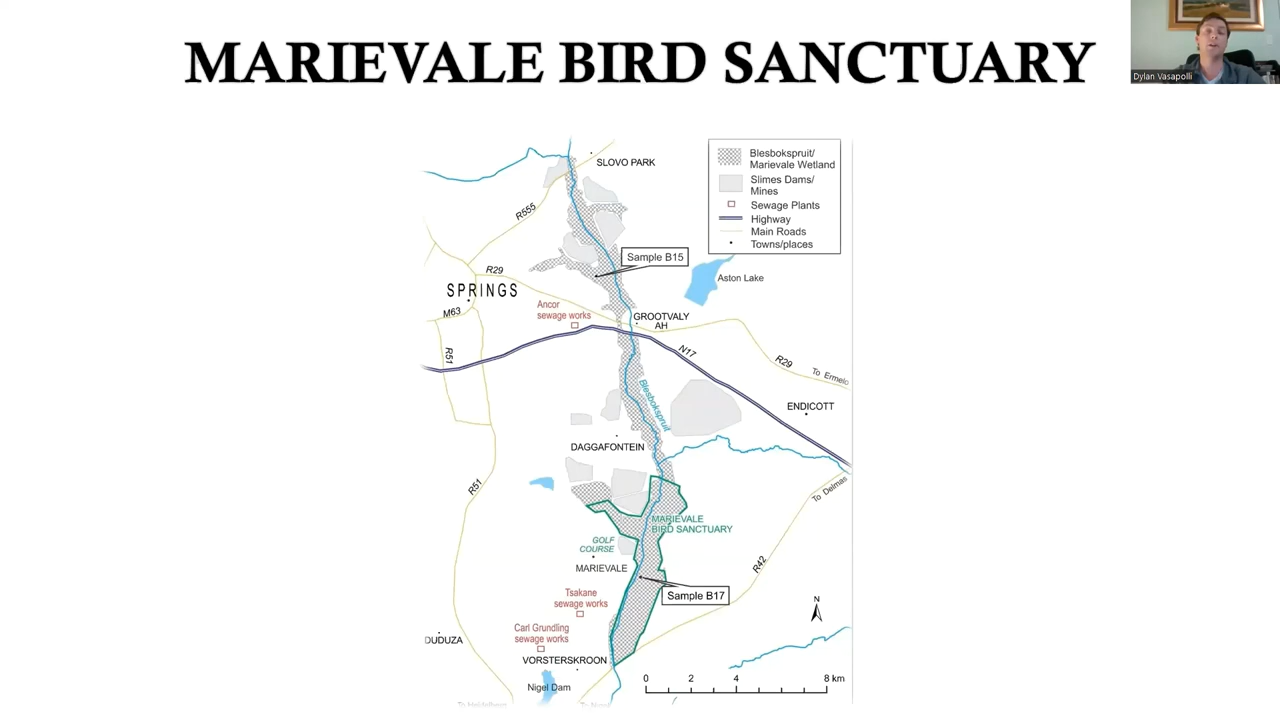 MARIEVALE BIRD SANCTUARY
Dylan Vasapolli
SLOVO PARK
Blesbokspruit/
Marievale Wetland
Slimes Dams/
Mines
Sewage Plants
Highway
Main Roads
Towns/places
R555
Sample B15
Aston Lake
R29
SPRINGS
M63
Ancor
sewage works
GROOTVALY
AH
R51
N17
R29
To Ermelo
Blesbokspruit
ENDICOTT
DAGGAFONTEIN
R51
To Delmas
MARIEVALE
BIRD SANCTUARY
GOLF
COURSE
MARIEVALE
R42
Sample B17
Tsakane
sewage works
N
Carl Grundling
sewage works
DUDUZA
VORSTERSKROON
Nigel Dam
0 2 4 8 km
To Heidelberg